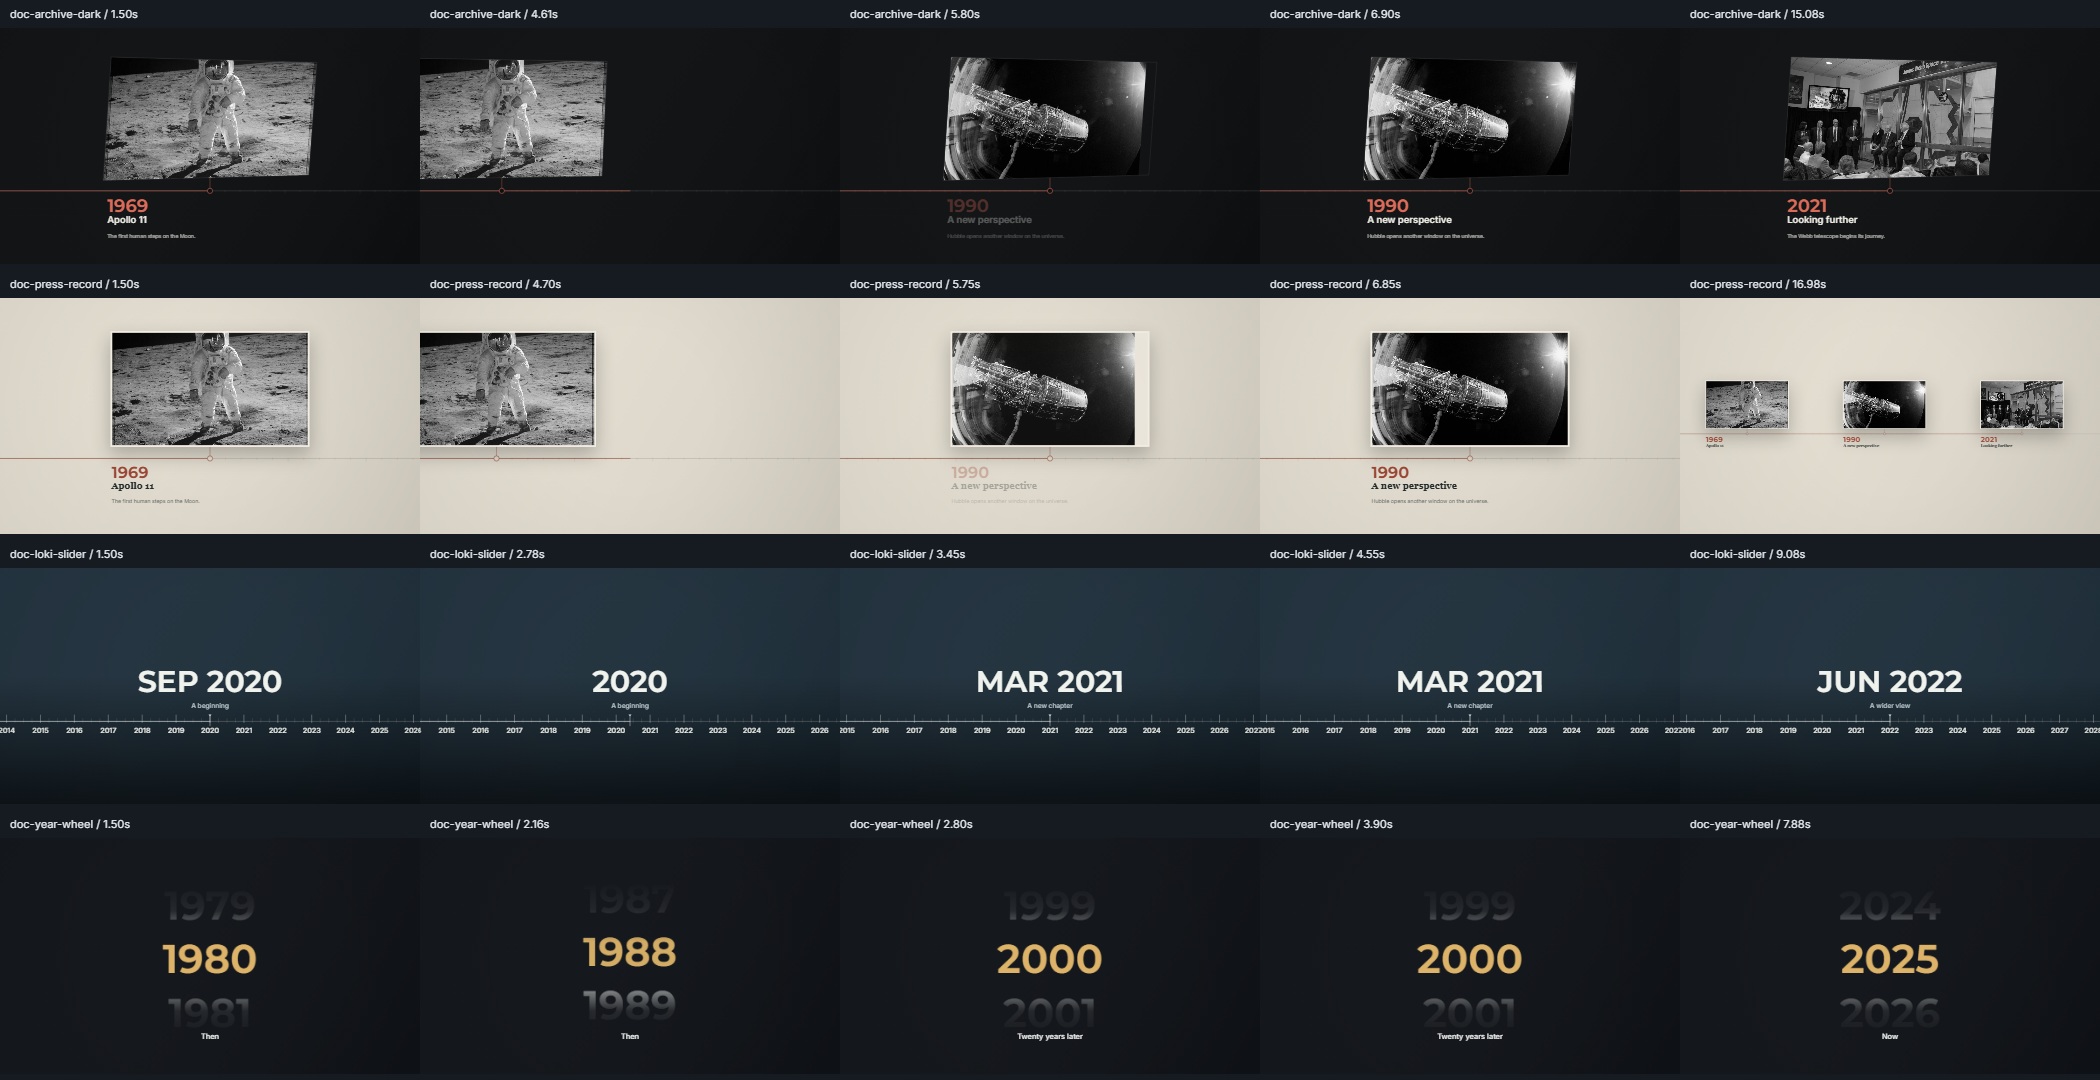 doc-archive-dark / 1.50s
doc-archive-dark / 4.61s
doc-archive-dark / 5.80s
doc-archive-dark / 6.90s
doc-archive-dark / 15.08s
1969
Apollo 11
The first human steps on the Moon.
1990
A new perspective
Hubble opens another window on the universe.
1990
A new perspective
Hubble opens another window on the universe.
2021
Looking further
The Webb telescope begins its journey.
doc-press-record / 1.50s
doc-press-record / 4.70s
doc-press-record / 5.75s
doc-press-record / 6.85s
doc-press-record / 16.98s
1969
Apollo 11
The first human steps on the Moon.
1990
A new perspective
Hubble opens another window on the universe.
1990
A new perspective
Hubble opens another window on the universe.
1969
Apollo 11
1990
A new perspective
2021
Looking further
doc-loki-slider / 1.50s
doc-loki-slider / 2.78s
doc-loki-slider / 3.45s
doc-loki-slider / 4.55s
doc-loki-slider / 9.08s
SEP 2020
A beginning
2014 2015 2016 2017 2018 2019 2020 2021 2022 2023 2024 2025
2020
A beginning
2015 2016 2017 2018 2019 2020 2021 2022 2023 2024 2025 2026
MAR 2021
A new chapter
2015 2016 2017 2018 2019 2020 2021 2022 2023 2024 2025 2026
MAR 2021
A new chapter
2015 2016 2017 2018 2019 2020 2021 2022 2023 2024 2025 2026
JUN 2022
A wider view
2016 2017 2018 2019 2020 2021 2022 2023 2024 2025 2026 2027 2028
doc-year-wheel / 1.50s
doc-year-wheel / 2.16s
doc-year-wheel / 2.80s
doc-year-wheel / 3.90s
doc-year-wheel / 7.88s
1979
1980
1981
Then
1987
1988
1989
Then
1999
2000
2001
Twenty years later
1999
2000
2001
Twenty years later
2024
2025
2026
Now